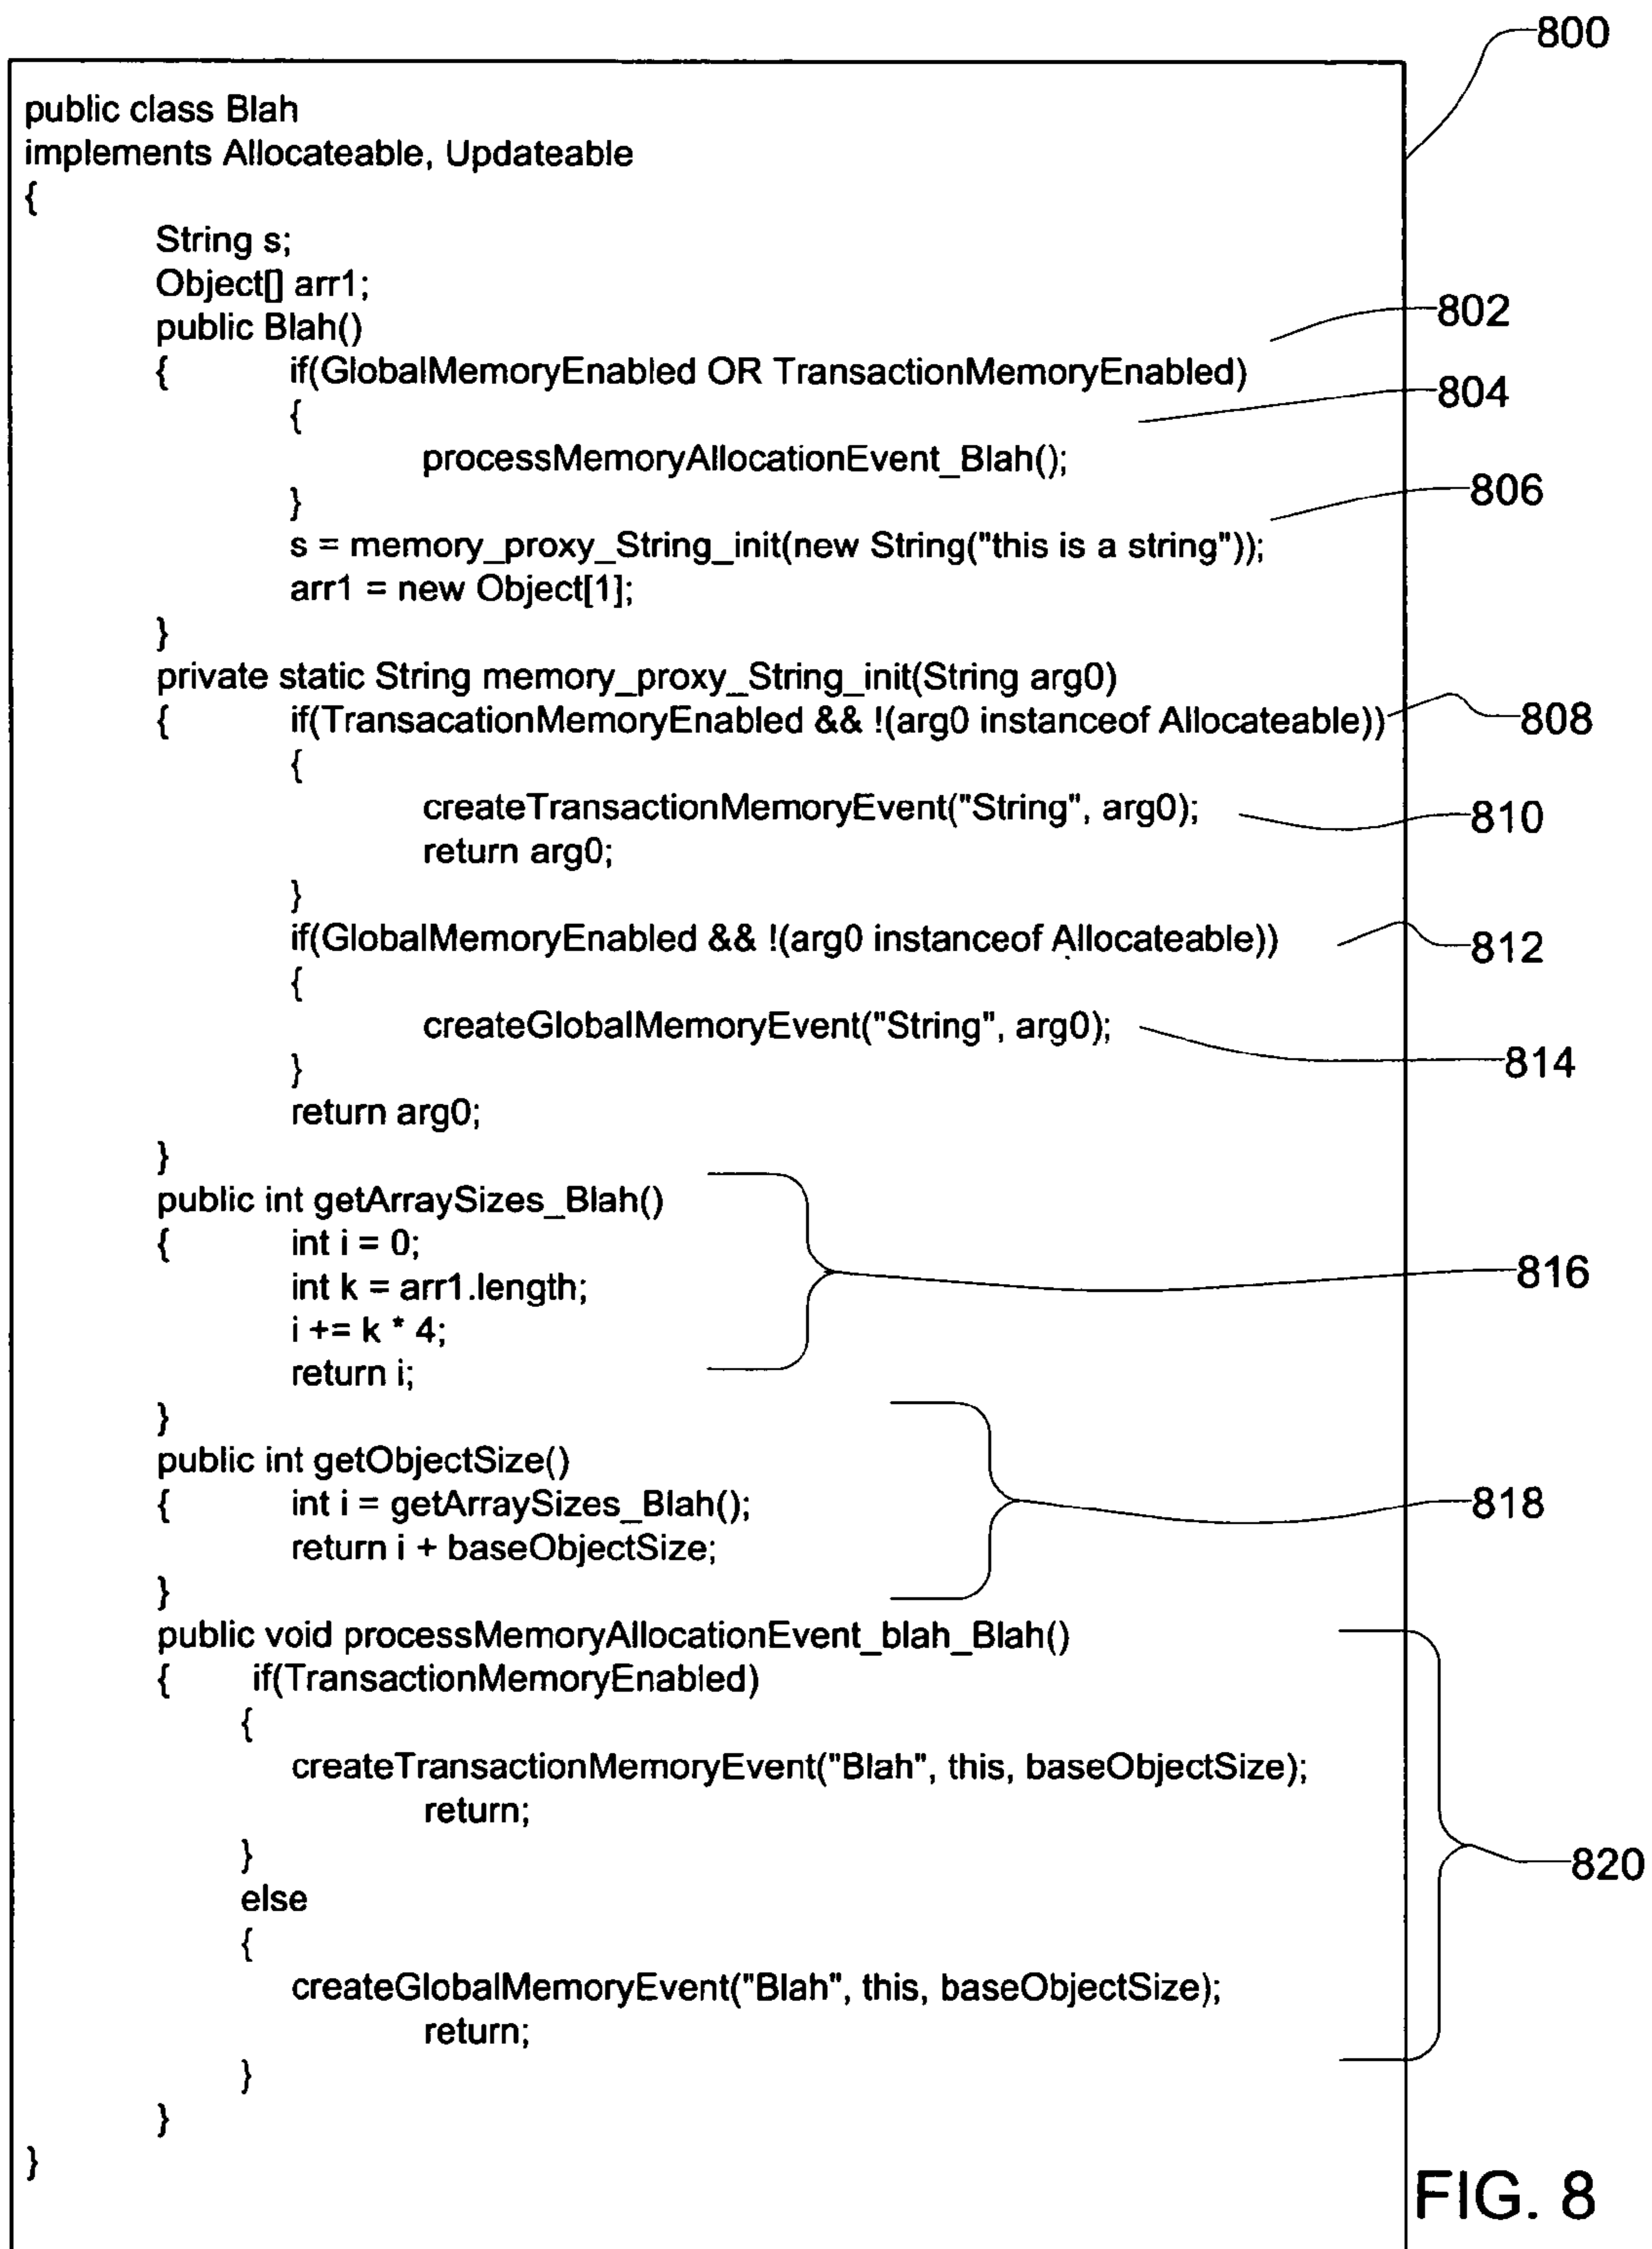 800
public class Blah
implements Allocateable, Updateable
{
String s;
Object[] arr1;
public Blah()
802
{ if(GlobalMemoryEnabled OR TransactionMemoryEnabled)
804
{
processMemoryAllocationEvent_Blah();
}
806
s = memory_proxy_String_init(new String("this is a string"));
arr1 = new Object[1];
}
private static String memory_proxy_String_init(String arg0)
{ if(TransacationMemoryEnabled && !(arg0 instanceof Allocateable))
808
{
createTransactionMemoryEvent("String", arg0);
810
return arg0;
}
if(GlobalMemoryEnabled && !(arg0 instanceof Allocateable))
812
{
createGlobalMemoryEvent("String", arg0);
814
}
return arg0;
}
public int getArraySizes_Blah()
{ int i = 0;
816
int k = arr1.length;
i += k * 4;
return i;
}
public int getObjectSize()
{ int i = getArraySizes_Blah();
818
return i + baseObjectSize;
}
public void processMemoryAllocationEvent_blah_Blah()
{ if(TransactionMemoryEnabled)
{
createTransactionMemoryEvent("Blah", this, baseObjectSize);
return;
}
820
else
{
createGlobalMemoryEvent("Blah", this, baseObjectSize);
return;
}
}
}
FIG. 8